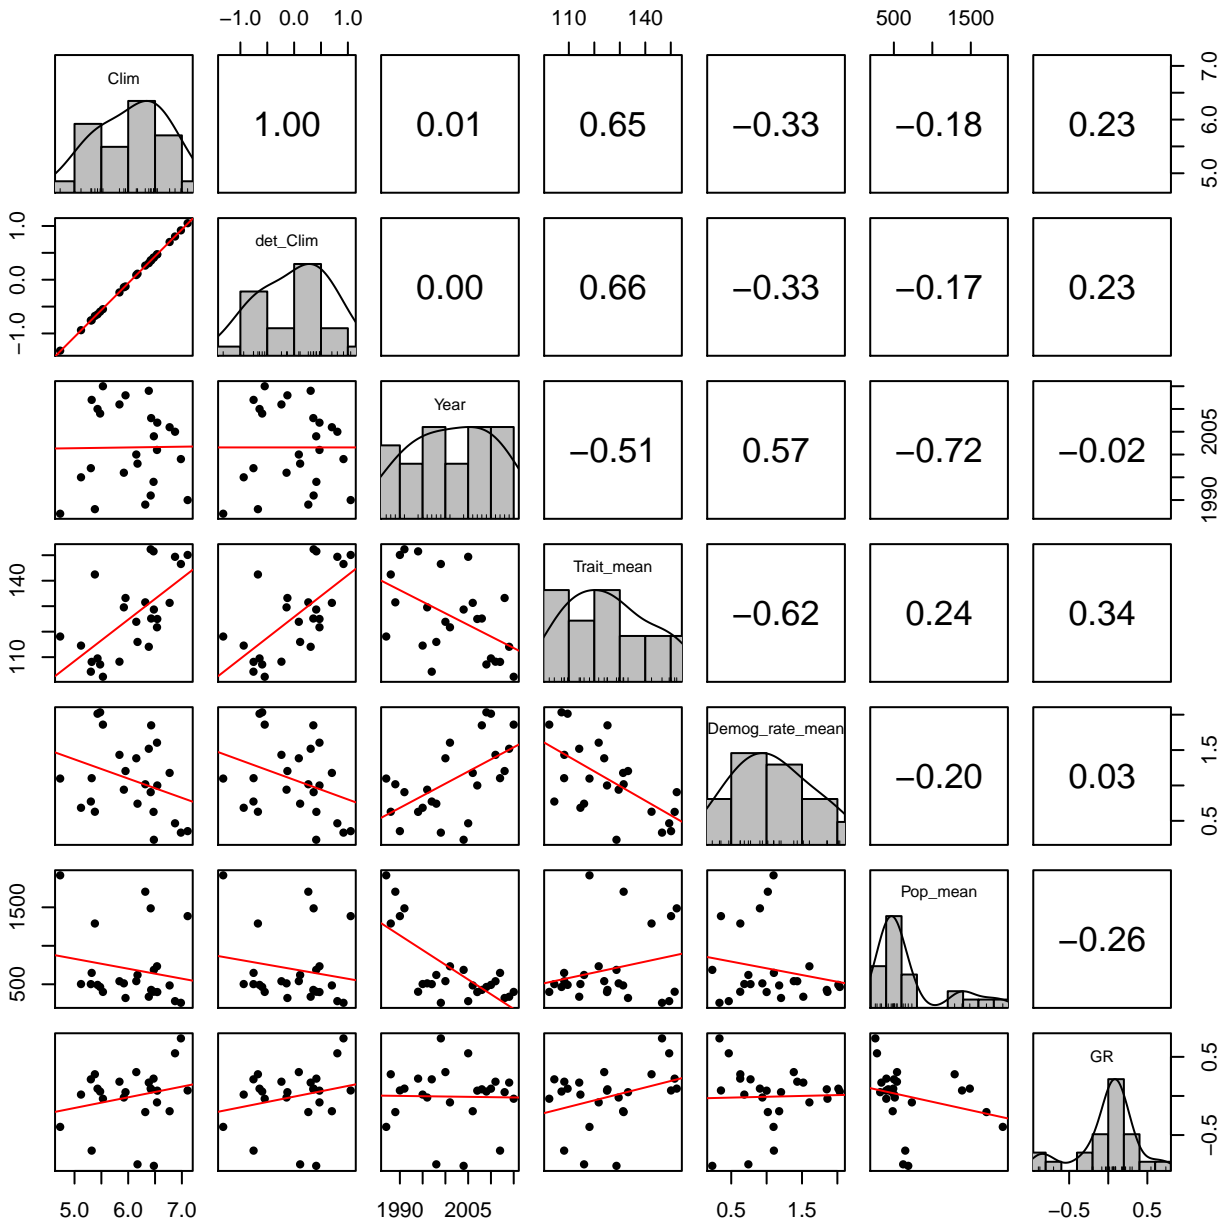 −1.0 0.0 1.0 110 140 500 1500
Clim 1.00 0.01 0.65 −0.33 −0.18 0.23 5.0 6.0 7.0
−1.0 0.0 1.0 det_Clim 0.00 0.66 −0.33 −0.17 0.23
Year −0.51 0.57 −0.72 −0.02 1990 2005
110 140 Trait_mean −0.62 0.24 0.34
Demog_rate_mean −0.20 0.03 0.5 1.5
500 1500 Pop_mean −0.26
GR −0.5 0.5
5.0 6.0 7.0 1990 2005 0.5 1.5 −0.5 0.5